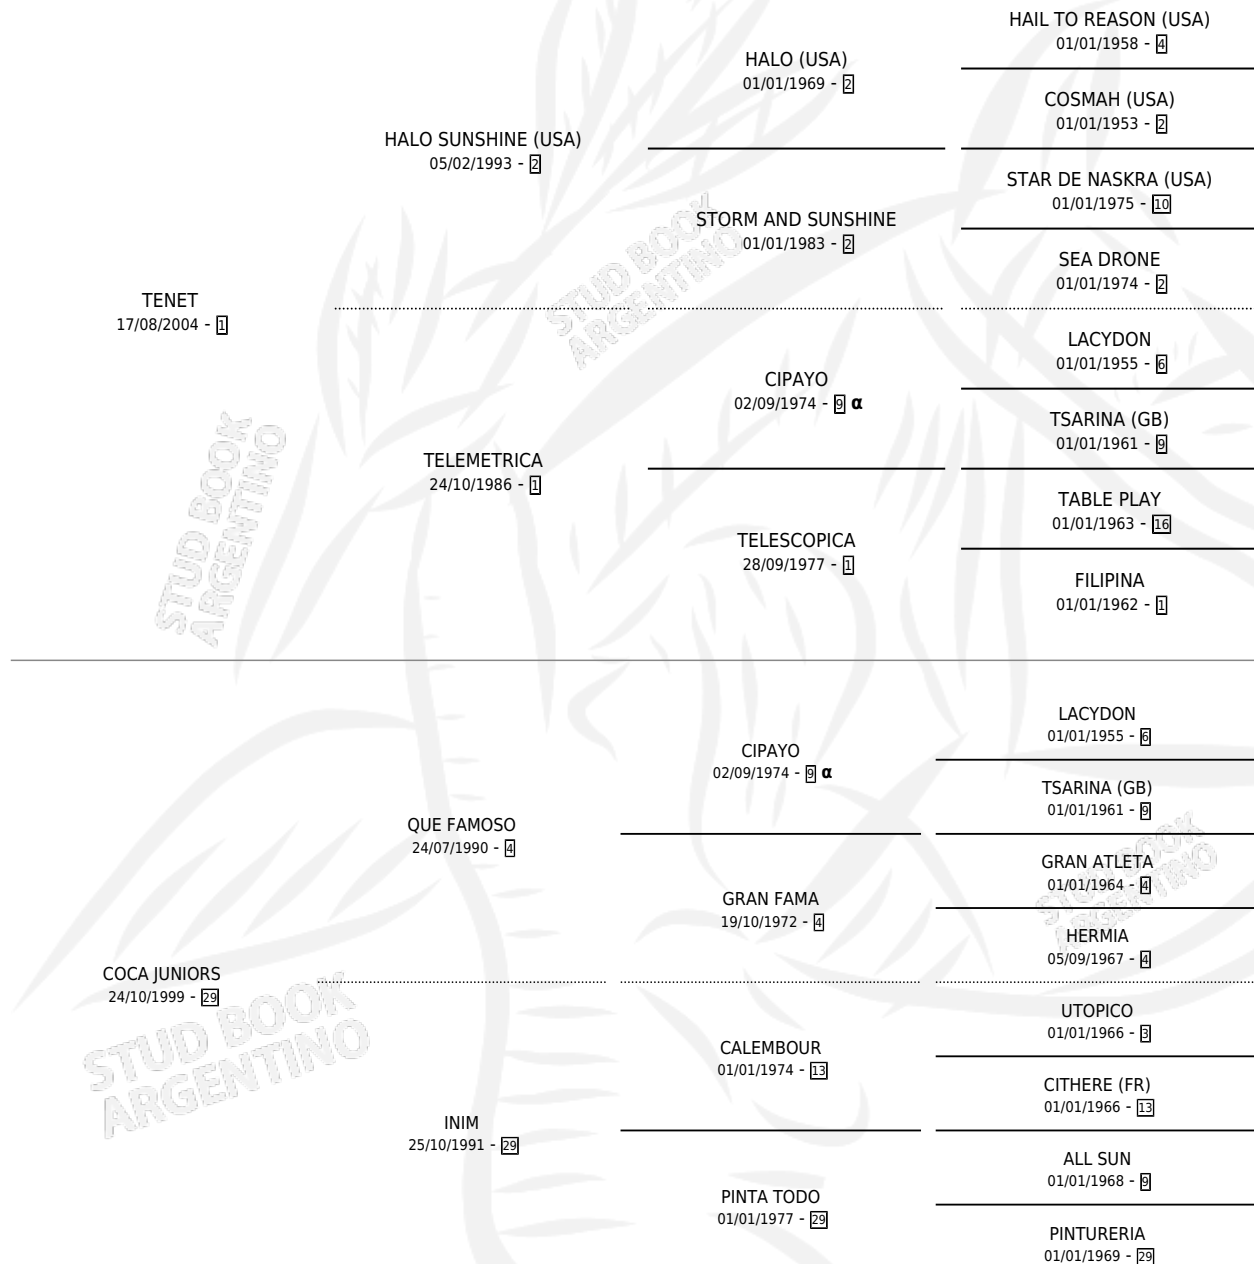 HAIL TO REASON (USA)
01/01/1958 - 4
HALO (USA)
01/01/1969 - 2
COSMAH (USA)
01/01/1953 - 2
HALO SUNSHINE (USA)
05/02/1993 - 2
STAR DE NASKRA (USA)
01/01/1975 - 10
STORM AND SUNSHINE
01/01/1983 - 2
SEA DRONE
01/01/1974 - 2
STUD BOOK
ARGENTINO
TENET
17/08/2004 - 1
LACYDON
01/01/1955 - 6
CIPAYO
02/09/1974 - 9 α
TSARINA (GB)
01/01/1961 - 9
TELEMETRICA
24/10/1986 - 1
TABLE PLAY
01/01/1963 - 16
TELESCOPICA
28/09/1977 - 1
FILIPINA
01/01/1962 - 1
STUD BOOK
ARGENTINO
LACYDON
01/01/1955 - 6
CIPAYO
02/09/1974 - 9 α
TSARINA (GB)
01/01/1961 - 9
QUE FAMOSO
24/07/1990 - 4
GRAN ATLETA
01/01/1964 - 4
GRAN FAMA
19/10/1972 - 4
HERMIA
05/09/1967 - 4
STUD BOOK
ARGENTINO
COCA JUNIORS
24/10/1999 - 29
UTOPICO
01/01/1966 - 3
CALEMBOUR
01/01/1974 - 13
CITHERE (FR)
01/01/1966 - 13
STUD BOOK
ARGENTINO
INIM
25/10/1991 - 29
ALL SUN
01/01/1968 - 9
PINTA TODO
01/01/1977 - 29
PINTURERIA
01/01/1969 - 29